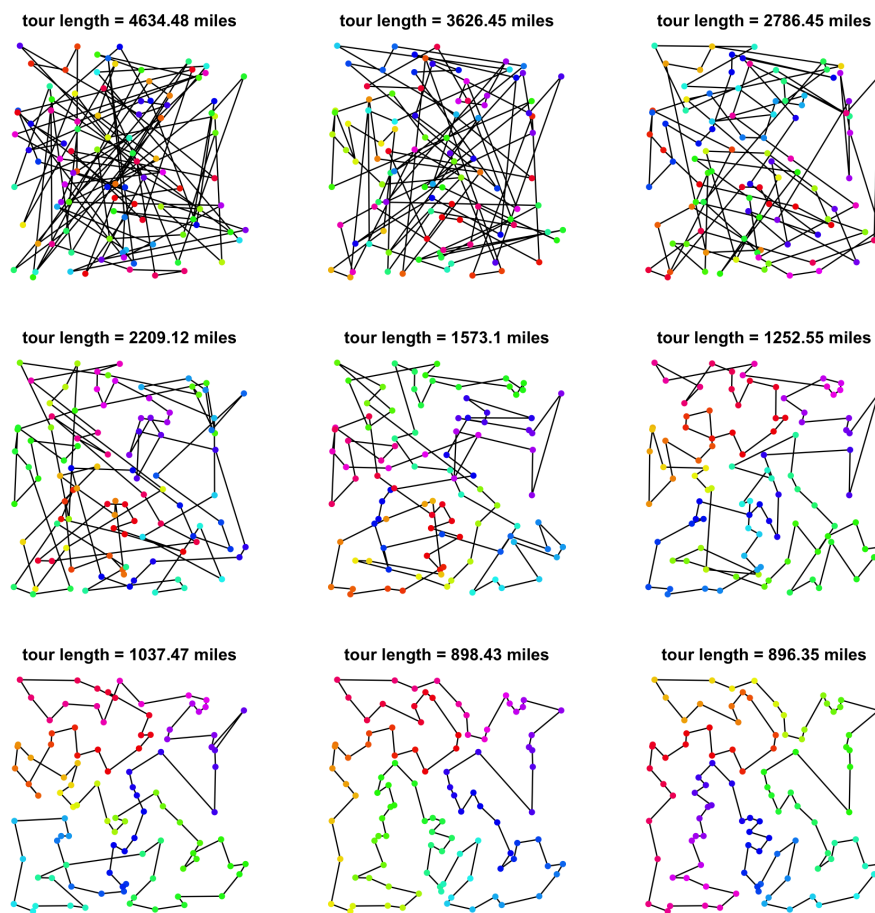 tour length = 4634.48 miles
tour length = 3626.45 miles
tour length = 2786.45 miles
tour length = 2209.12 miles
tour length = 1573.1 miles
tour length = 1252.55 miles
tour length = 1037.47 miles
tour length = 898.43 miles
tour length = 896.35 miles